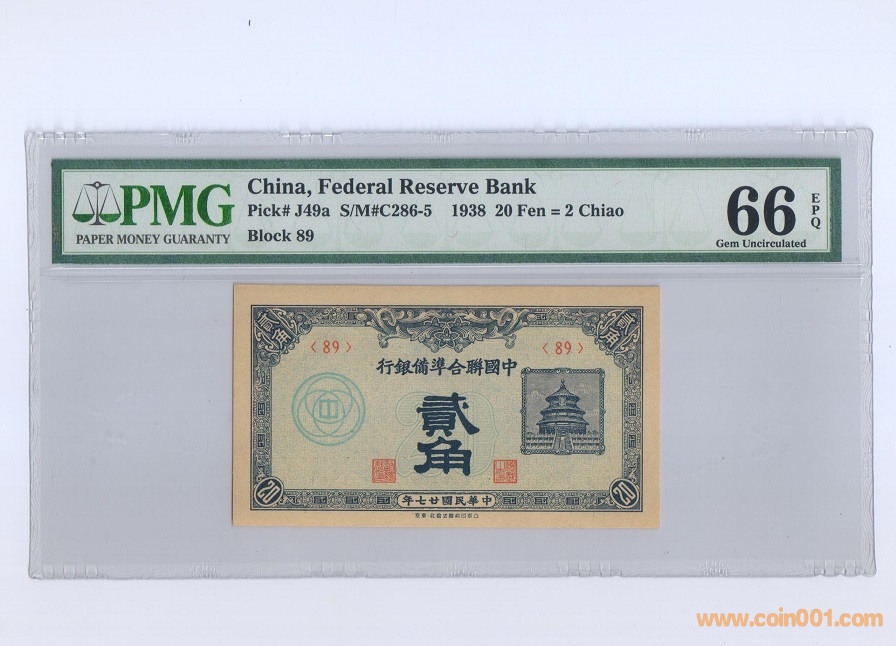 PMG
PAPER MONEY GUARANTY
China, Federal Reserve Bank
Pick# J49a S/M#C286-5 1938 20 Fen = 2 Chiao
Block 89
66
EPQ
Gem Uncirculated
貳角
貳角
〈89〉
〈89〉
行銀備準合聯國中
中
貳角
20
20
年七廿國民華中
www.coin001.com